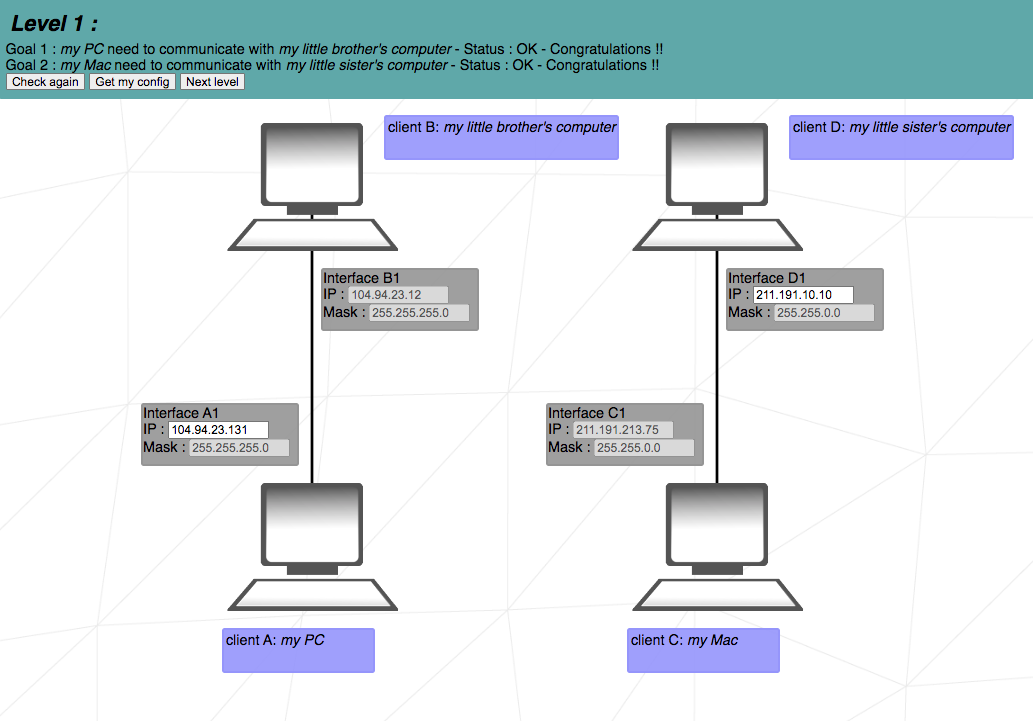 Level 1 :
Goal 1 : my PC need to communicate with my little brother's computer - Status : OK - Congratulations !!
Goal 2 : my Mac need to communicate with my little sister's computer - Status : OK - Congratulations !!
Check again Get my config Next level
client B: my little brother's computer
client D: my little sister's computer
Interface B1
IP : 104.94.23.12
Mask : 255.255.255.0
Interface D1
IP : 211.191.10.10
Mask : 255.255.0.0
Interface A1
IP : 104.94.23.131
Mask : 255.255.255.0
Interface C1
IP : 211.191.213.75
Mask : 255.255.0.0
client A: my PC
client C: my Mac